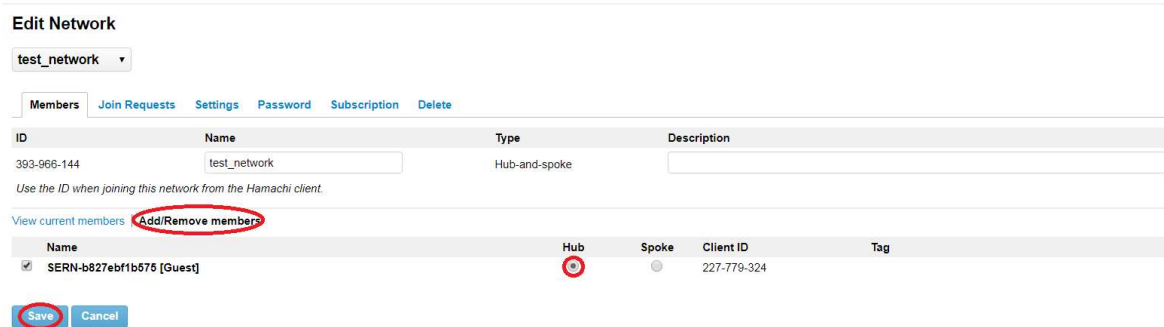 Edit Network
test_network
Members Join Requests Settings Password Subscription Delete
ID Name Type Description
393-966-144 test_network Hub-and-spoke
Use the ID when joining this network from the Hamachi client.
View current members | Add/Remove members
Name Hub Spoke Client ID Tag
SERN-b827ebf1b575 [Guest] 227-779-324
Save Cancel